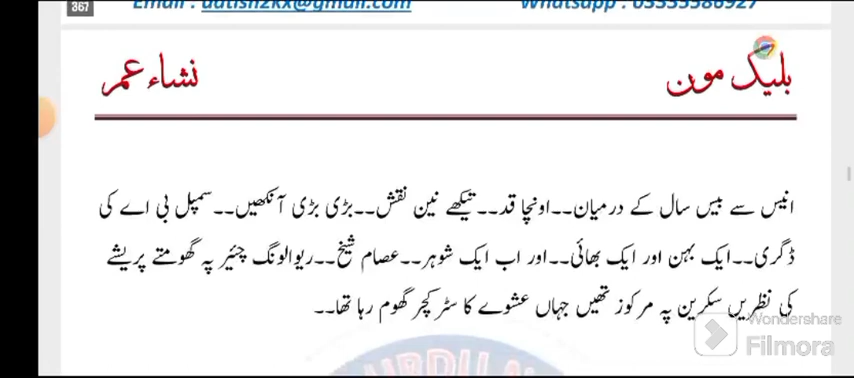 367 Email : aatish2kx@gmail.com Whatsapp : 03335586927
بلیک مون نشاء عمر
انیس سے بیس سال کے درمیان۔۔اونچا قد۔۔تیکھے نین نقش۔۔بڑی بڑی آنکھیں۔۔سمپل بی اے کی
ڈگری۔۔ایک بہن اور ایک بھائی۔۔اور اب ایک شوہر۔۔عصام شیخ۔۔ریوالونگ چئیر پہ گھومتے پریشے
کی نظریں سکرین پہ مرکوز تھیں جہاں عشوے کا سٹرکچر گھوم رہا تھا۔۔
Wondershare
Filmora